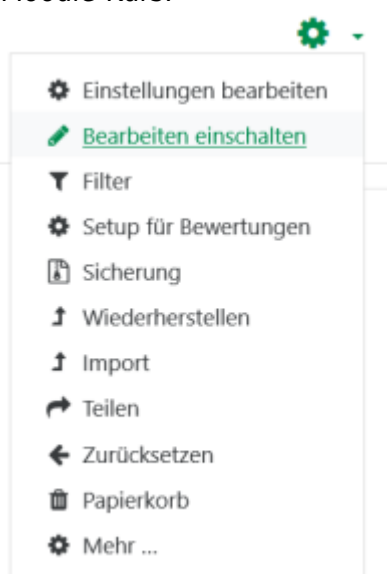 Moodle-Kurs.
Einstellungen bearbeiten
Bearbeiten einschalten
Filter
Setup für Bewertungen
Sicherung
Wiederherstellen
Import
Teilen
Zurücksetzen
Papierkorb
Mehr ...